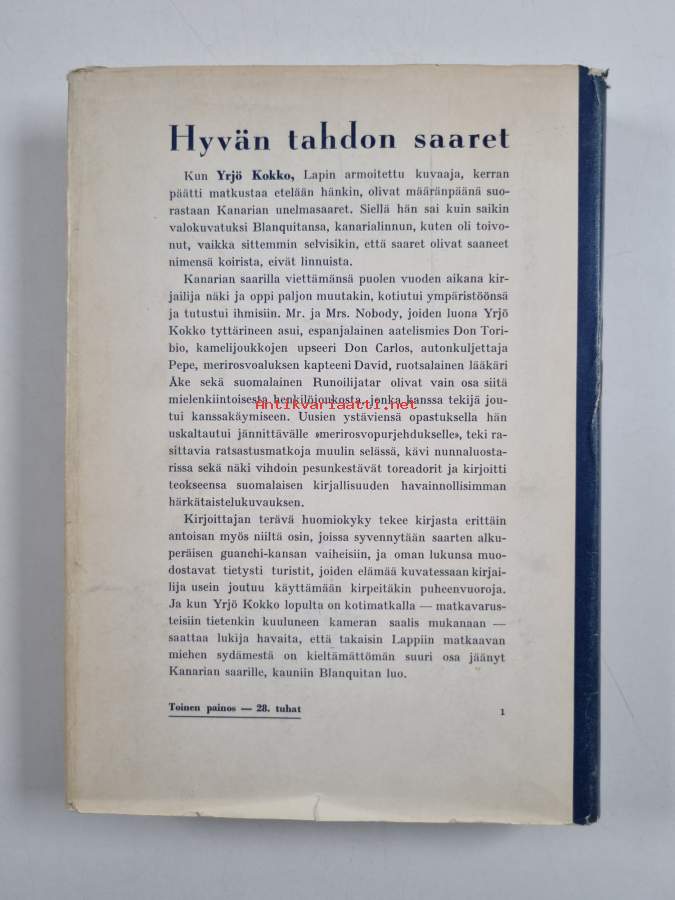 Hyvän tahdon saaret
Kun Yrjö Kokko, Lapin armoitettu kuvaaja, kerran
päätti matkustaa etelään hänkin, olivat määränpäänä suo-
rastaan Kanarian unelmasaaret. Siellä hän sai kuin saikin
valokuvatuksi Blanquitansa, kanarialinnun, kuten oli toivo-
nut, vaikka sittemmin selvisikin, että saaret olivat saaneet
nimensä koirista, eivät linnuista.
Kanarian saarilla viettämänsä puolen vuoden aikana kir-
jailija näki ja oppi paljon muutakin, kotiutui ympäristöönsä
ja tutustui ihmisiin. Mr. ja Mrs. Nobody, joiden luona Yrjö
Kokko tyttärineen asui, espanjalainen aatelismies Don Tori-
bio, kamelijoukkojen upseeri Don Carlos, autonkuljettaja
Pepe, merirosvoaluksen kapteeni David, ruotsalainen lääkäri
Åke sekä suomalainen Runoilijatar olivat vain osa siitä
mielenkiintoisesta henkilöjoukosta, jonka kanssa tekijä jou-
Antikvariaatti.net
tui kanssakäymiseen. Uusien ystäviensä opastuksella hän
uskaltautui jännittävälle »merirosvopurjehdukselle», teki ra-
sittavia ratsastusmatkoja muulin selässä, kävi nunnaluosta-
rissa sekä näki vihdoin pesunkestävät toreadorit ja kirjoitti
teokseensa suomalaisen kirjallisuuden havainnollisimman
härkätaistelukuvauksen.
Kirjoittajan terävä huomiokyky tekee kirjasta erittäin
antoisan myös niiltä osin, joissa syvennytään saarten alku-
peräisen guanchi-kansan vaiheisiin, ja oman lukunsa muo-
dostavat tietysti turistit, joiden elämää kuvatessaan kirjai-
lija usein joutuu käyttämään kirpeitäkin puheenvuoroja.
Ja kun Yrjö Kokko lopulta on kotimatkalla — matkavarus-
teisiin tietenkin kuuluneen kameran saalis mukanaan —
saattaa lukija havaita, että takaisin Lappiin matkaavan
miehen sydämestä on kieltämättömän suuri osa jäänyt
Kanarian saarille, kauniin Blanquitan luo.
Toinen painos — 28. tuhat
1